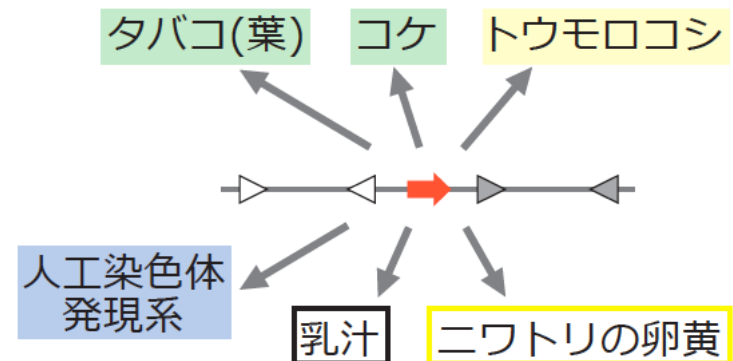 タバコ(葉)
コケ
トウモロコシ
人工染色体
発現系
乳汁
ニワトリの卵黄